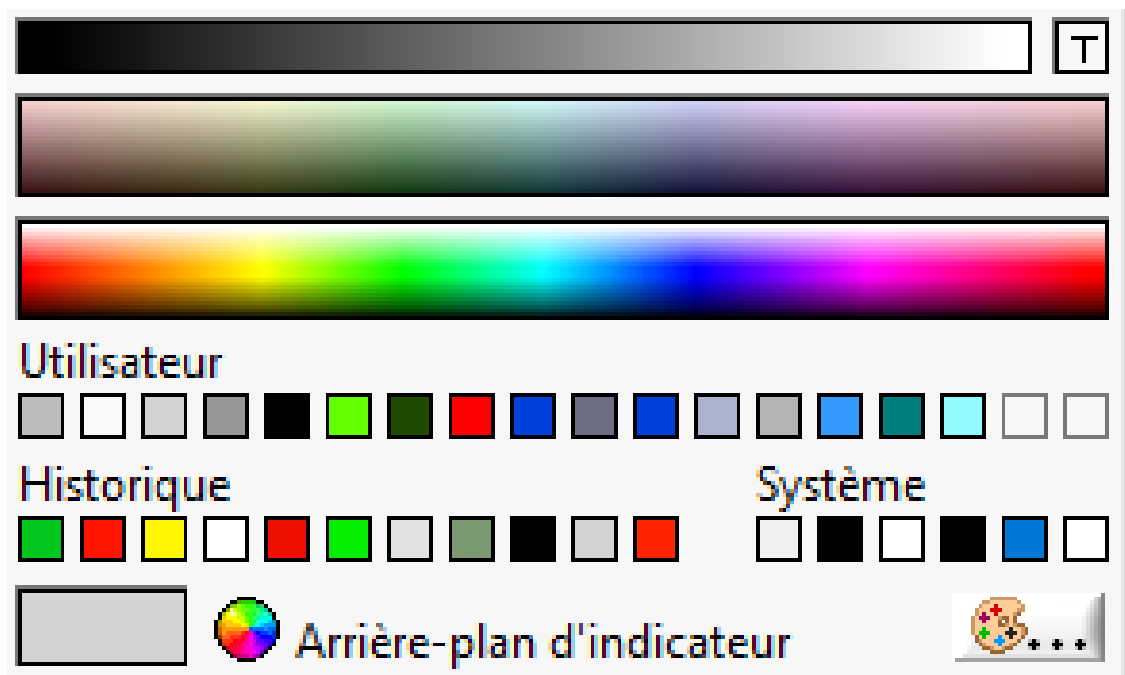 T
Utilisateur
Historique
Système
Arrière-plan d'indicateur
...